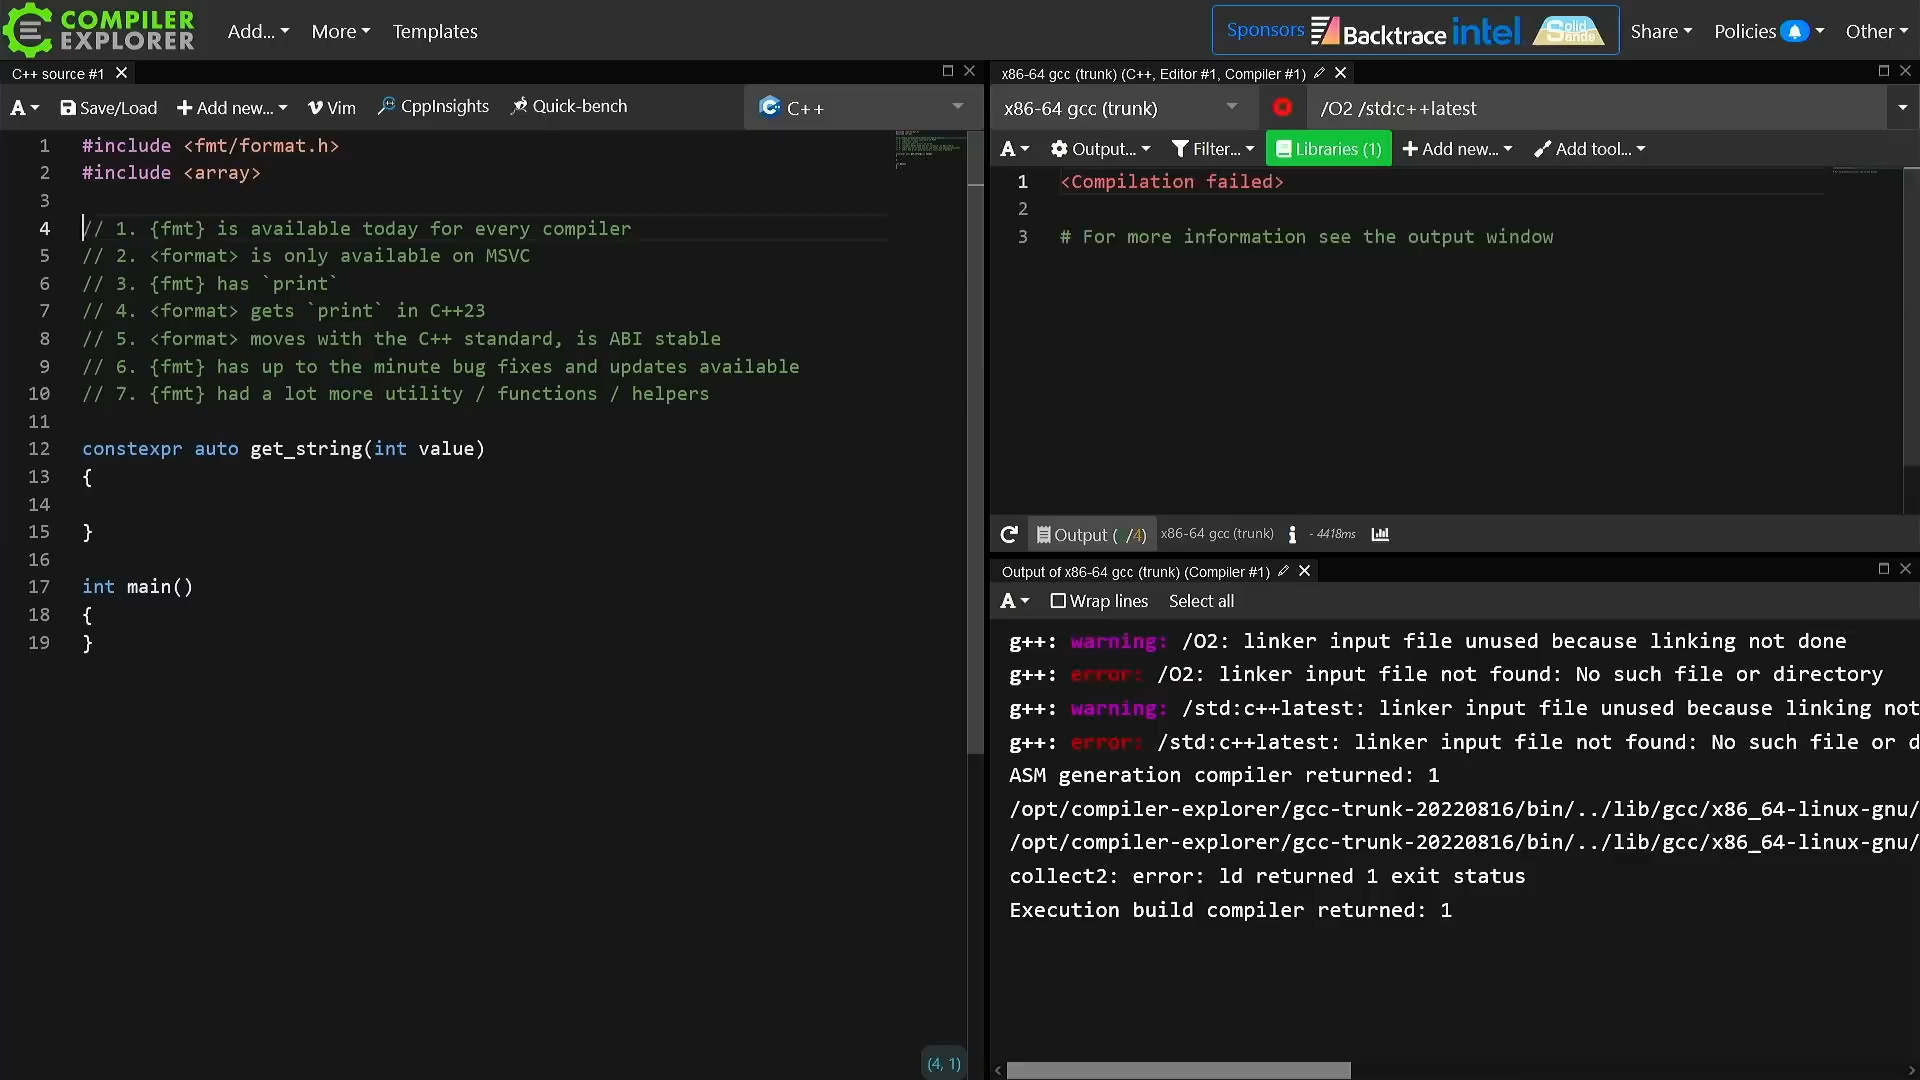 COMPILER
EXPLORER
Add...
More
Templates
Sponsors Backtrace intel Solid Sands
Share
Policies
Other
C++ source #1
A
Save/Load
Add new...
Vim
CppInsights
Quick-bench
C++
1 #include <fmt/format.h>
2 #include <array>
3
4 // 1. {fmt} is available today for every compiler
5 // 2. <format> is only available on MSVC
6 // 3. {fmt} has `print`
7 // 4. <format> gets `print` in C++23
8 // 5. <format> moves with the C++ standard, is ABI stable
9 // 6. {fmt} has up to the minute bug fixes and updates available
10 // 7. {fmt} had a lot more utility / functions / helpers
11
12 constexpr auto get_string(int value)
13 {
14
15 }
16
17 int main()
18 {
19 }
(4, 1)
x86-64 gcc (trunk) (C++, Editor #1, Compiler #1)
x86-64 gcc (trunk)
/O2 /std:c++latest
A
Output...
Filter...
Libraries (1)
Add new...
Add tool...
1 <Compilation failed>
2
3 # For more information see the output window
Output ( /4)
x86-64 gcc (trunk)
- 4418ms
Output of x86-64 gcc (trunk) (Compiler #1)
A
Wrap lines
Select all
g++: warning: /O2: linker input file unused because linking not done
g++: error: /O2: linker input file not found: No such file or directory
g++: warning: /std:c++latest: linker input file unused because linking not
g++: error: /std:c++latest: linker input file not found: No such file or d
ASM generation compiler returned: 1
/opt/compiler-explorer/gcc-trunk-20220816/bin/../lib/gcc/x86_64-linux-gnu/
/opt/compiler-explorer/gcc-trunk-20220816/bin/../lib/gcc/x86_64-linux-gnu/
collect2: error: ld returned 1 exit status
Execution build compiler returned: 1